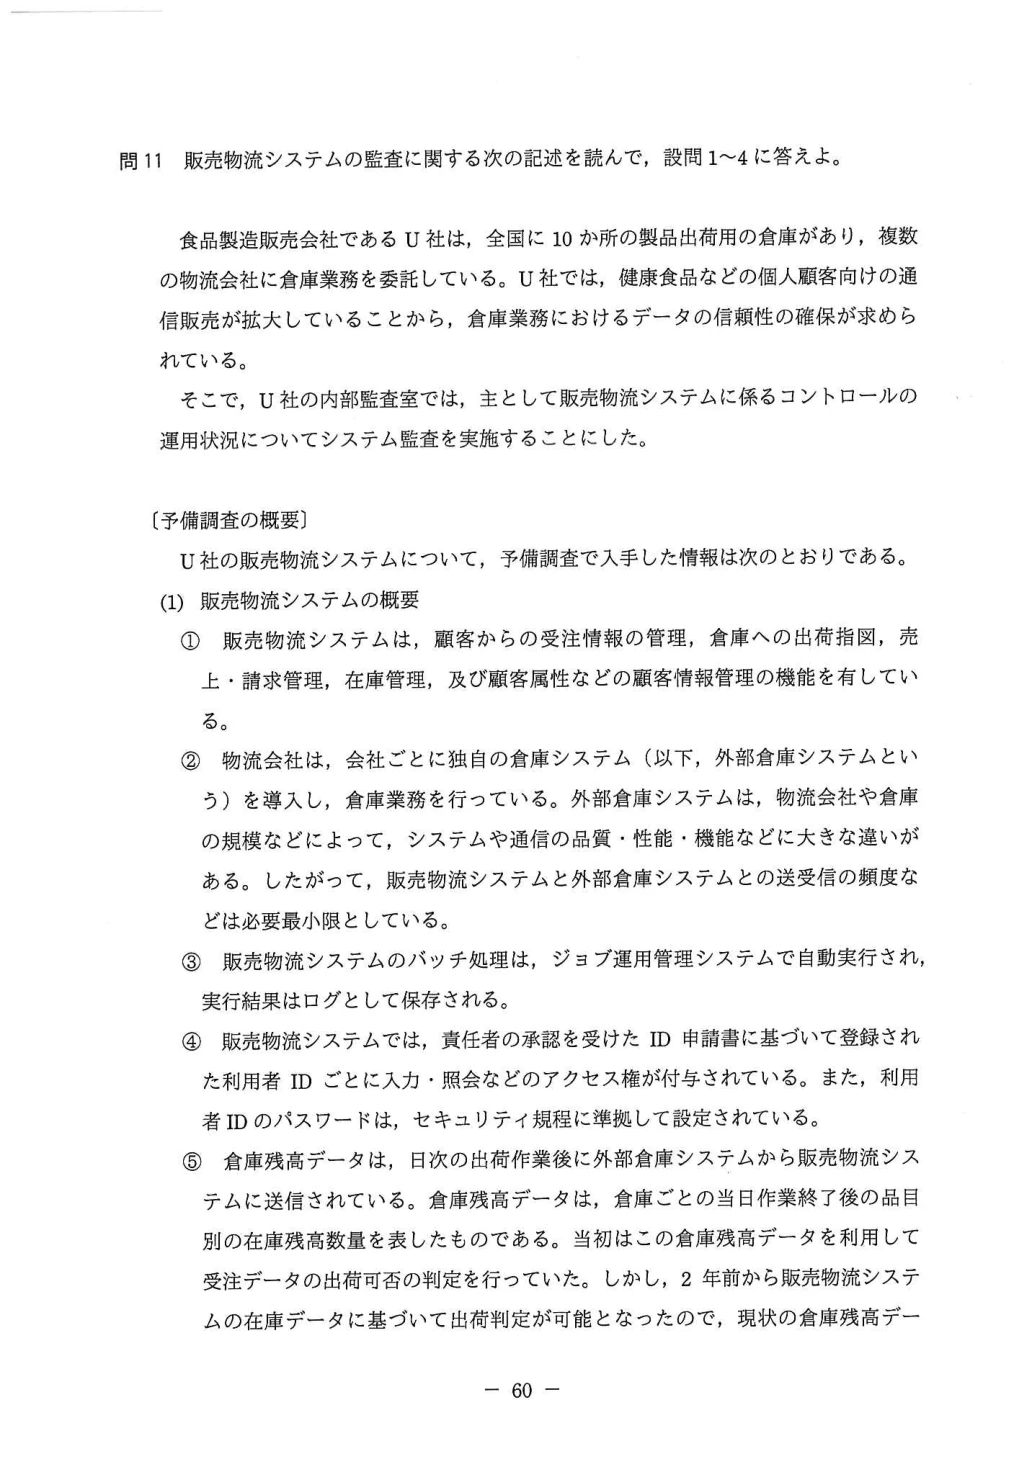 問11 販売物流システムの監査に関する次の記述を読んで，設問1～4に答えよ。
食品製造販売会社であるU社は，全国に10か所の製品出荷用の倉庫があり，複数
の物流会社に倉庫業務を委託している。U社では，健康食品などの個人顧客向けの通
信販売が拡大していることから，倉庫業務におけるデータの信頼性の確保が求めら
れている。
そこで，U社の内部監査室では，主として販売物流システムに係るコントロールの
運用状況についてシステム監査を実施することにした。
〔予備調査の概要〕
U社の販売物流システムについて，予備調査で入手した情報は次のとおりである。
(1) 販売物流システムの概要
① 販売物流システムは，顧客からの受注情報の管理，倉庫への出荷指図，売
上・請求管理，在庫管理，及び顧客属性などの顧客情報管理の機能を有してい
る。
② 物流会社は，会社ごとに独自の倉庫システム（以下，外部倉庫システムとい
う）を導入し，倉庫業務を行っている。外部倉庫システムは，物流会社や倉庫
の規模などによって，システムや通信の品質・性能・機能などに大きな違いが
ある。したがって，販売物流システムと外部倉庫システムとの送受信の頻度な
どは必要最小限としている。
③ 販売物流システムのバッチ処理は，ジョブ運用管理システムで自動実行され，
実行結果はログとして保存される。
④ 販売物流システムでは，責任者の承認を受けたID申請書に基づいて登録され
た利用者IDごとに入力・照会などのアクセス権が付与されている。また，利用
者IDのパスワードは，セキュリティ規程に準拠して設定されている。
⑤ 倉庫残高データは，日次の出荷作業後に外部倉庫システムから販売物流シス
テムに送信されている。倉庫残高データは，倉庫ごとの当日作業終了後の品目
別の在庫残高数量を表したものである。当初はこの倉庫残高データを利用して
受注データの出荷可否の判定を行っていた。しかし，2年前から販売物流システ
ムの在庫データに基づいて出荷判定が可能となったので，現状の倉庫残高デー
－ 60 －